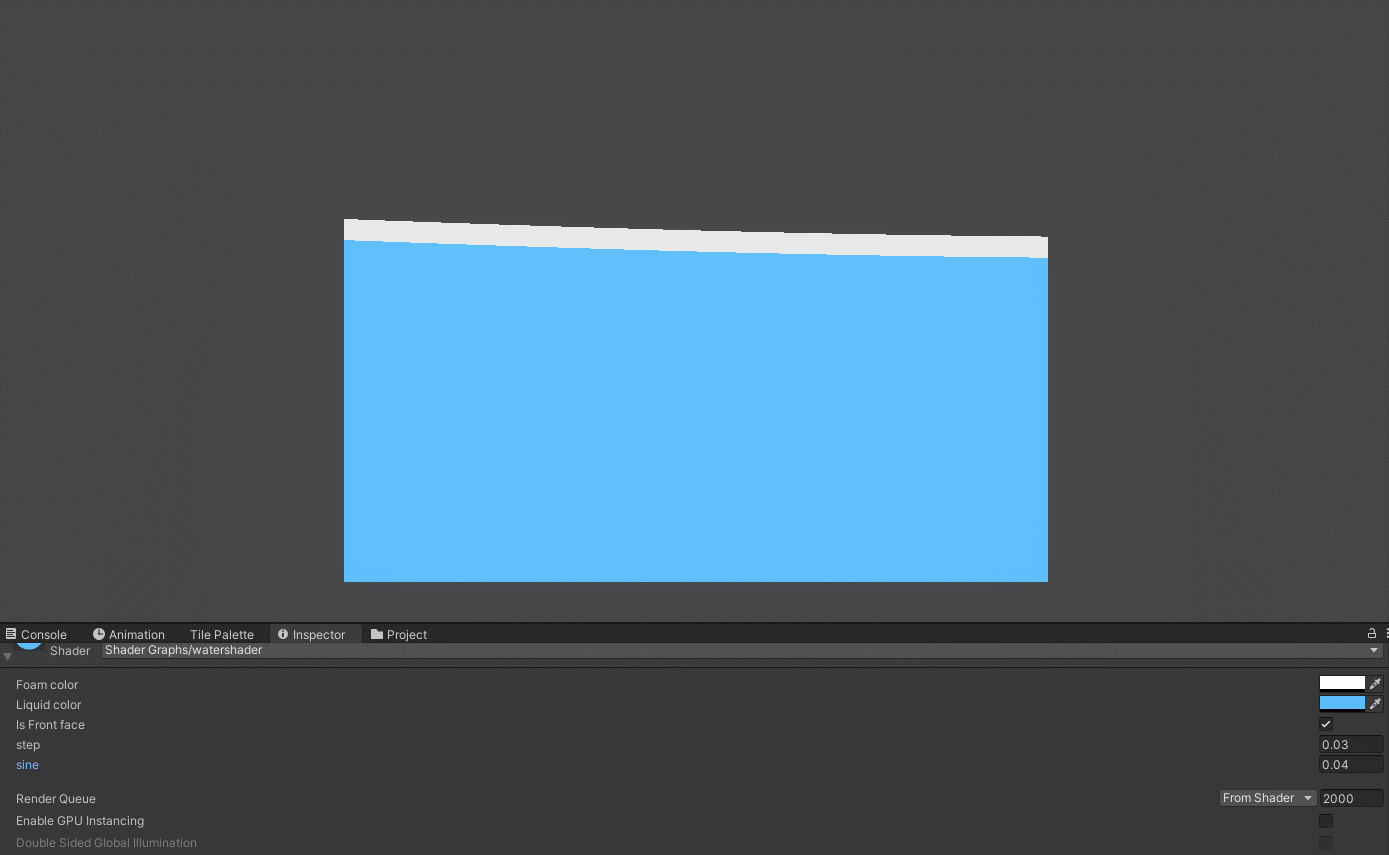 Console Animation Tile Palette Inspector Project
Shader Shader Graphs/watershader
Foam color
Liquid color
Is Front face
step 0.03
sine 0.04
Render Queue From Shader 2000
Enable GPU Instancing
Double Sided Global Illumination